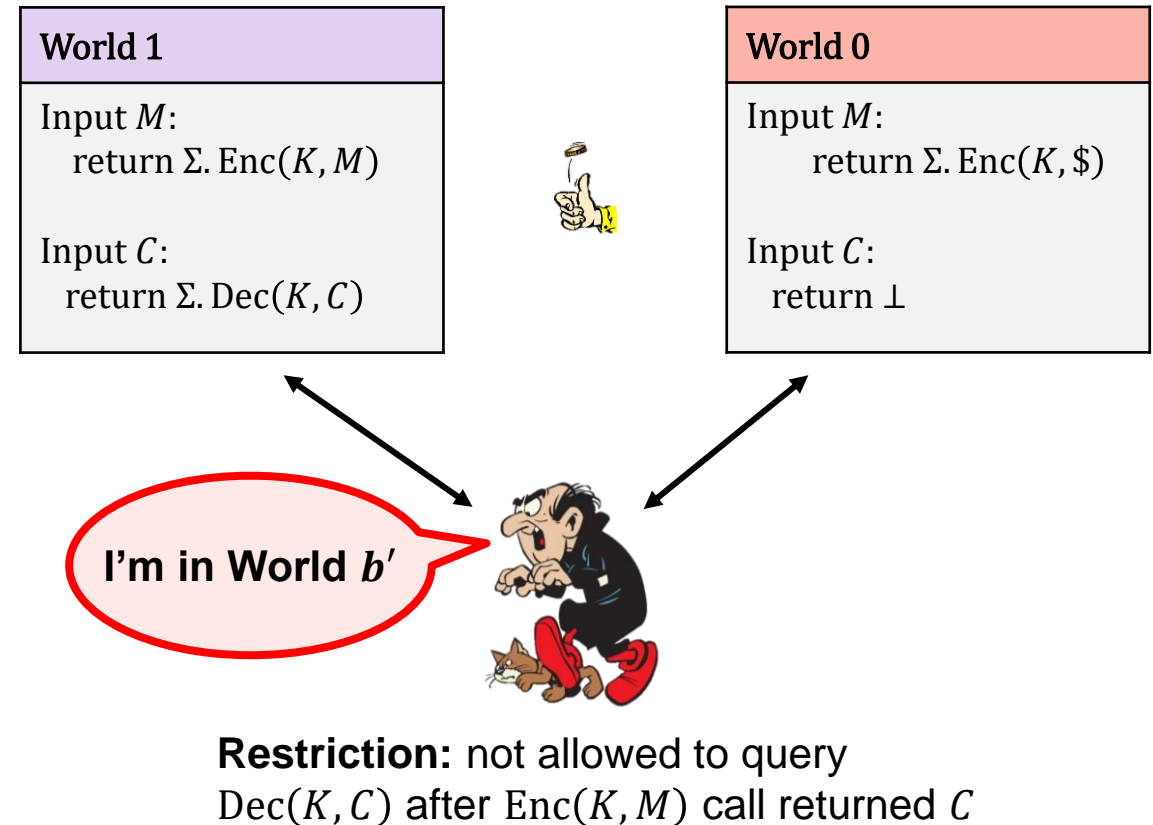 World 1
Input M:
return Σ. Enc(K, M)
Input C:
return Σ. Dec(K, C)
World 0
Input M:
return Σ. Enc(K, $)
Input C:
return ⊥
I'm in World b′
Restriction: not allowed to query
Dec(K, C) after Enc(K, M) call returned C